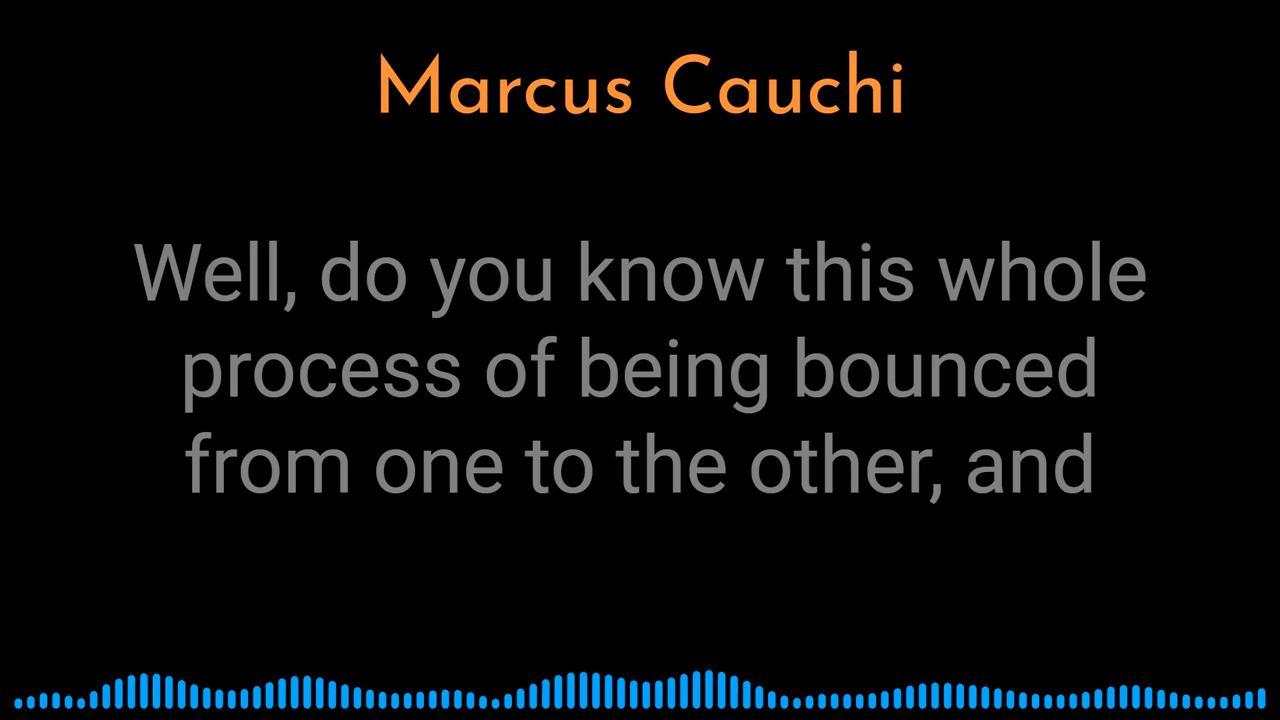 Marcus Cauchi
Well, do you know this whole
process of being bounced
from one to the other, and